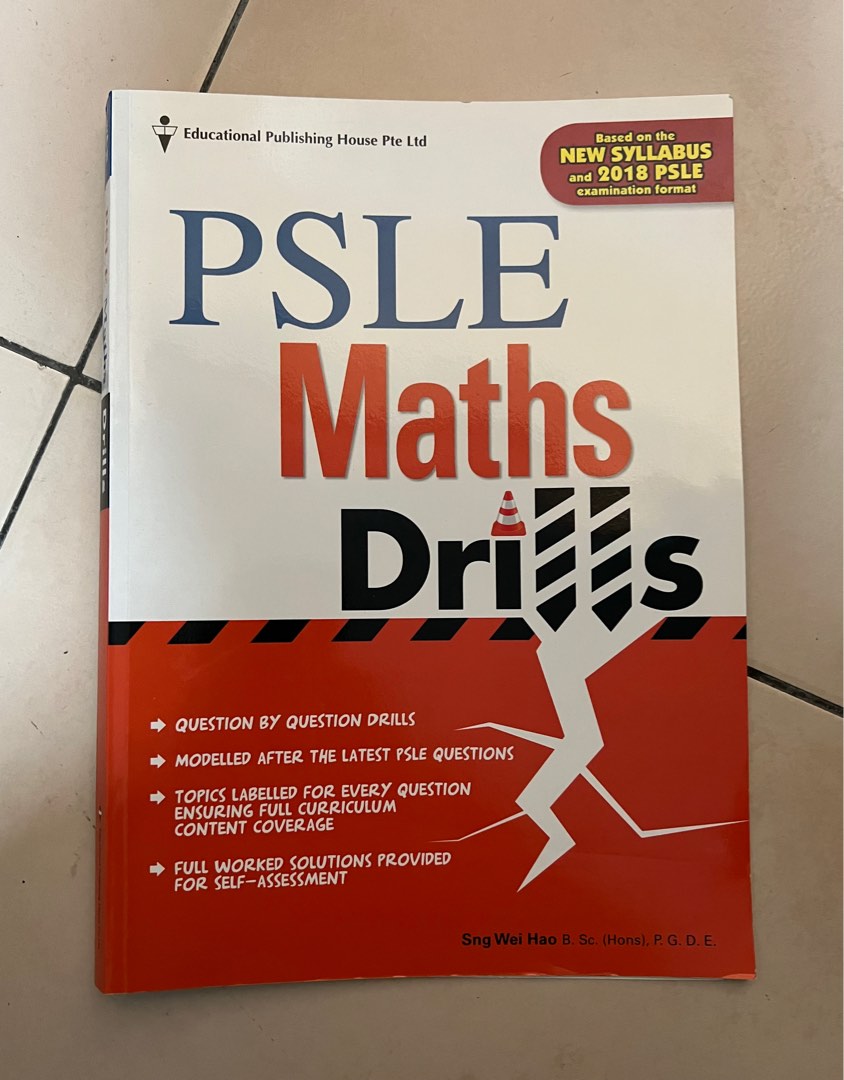 Educational Publishing House Pte Ltd
Based on the
NEW SYLLABUS
and 2018 PSLE
examination format
PSLE
Maths
Drills
QUESTION BY QUESTION DRILLS
MODELLED AFTER THE LATEST PSLE QUESTIONS
TOPICS LABELLED FOR EVERY QUESTION
ENSURING FULL CURRICULUM
CONTENT COVERAGE
FULL WORKED SOLUTIONS PROVIDED
FOR SELF-ASSESSMENT
Sng Wei Hao B. Sc. (Hons), P. G. D. E.
Drills